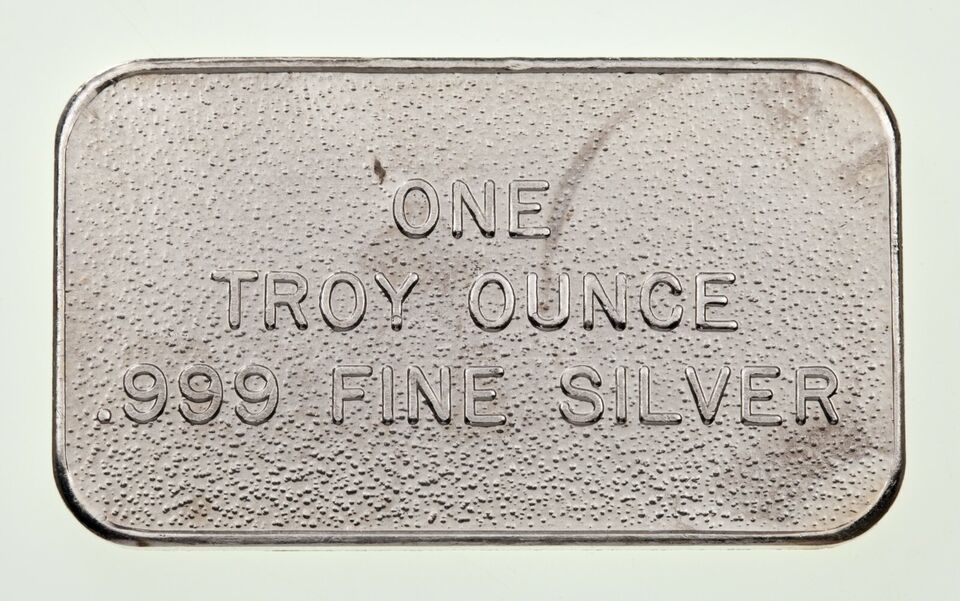 ONE
TROY OUNCE
.999 FINE SILVER